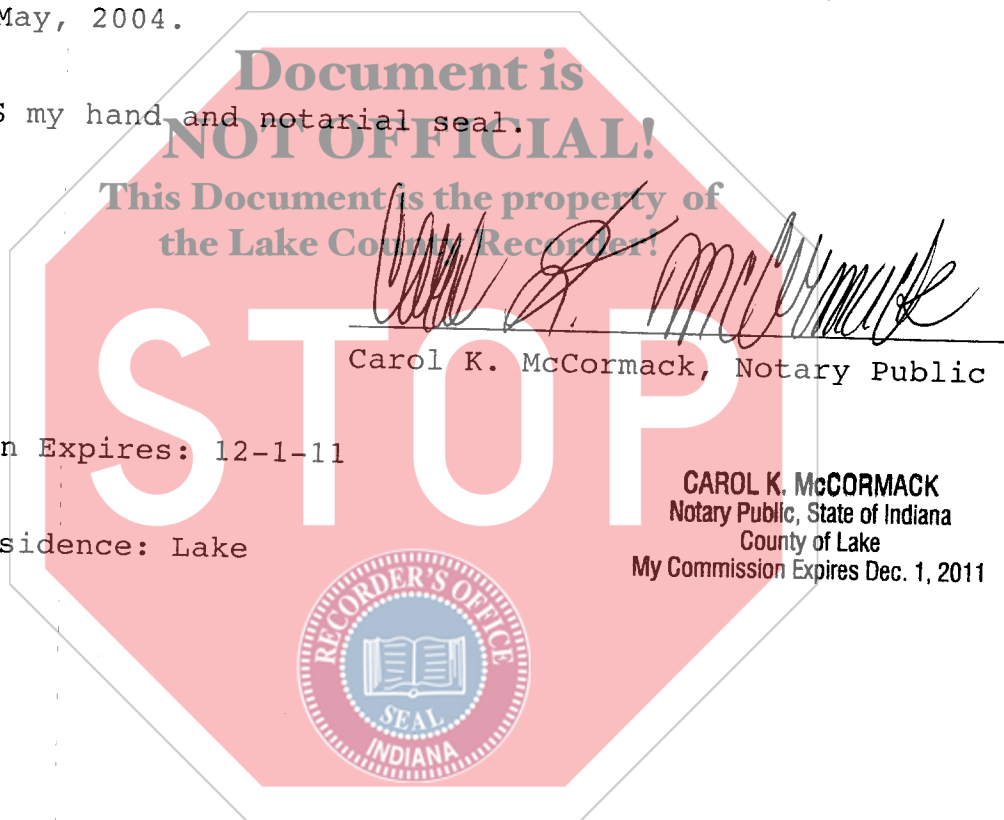 May, 2004.
Document is
S my hand and notarial seal.
NOT OFFICIAL!
This Document is the property of
the Lake County Recorder!
Carol K. McCormack
STOP
Carol K. McCormack, Notary Public
n Expires: 12-1-11
CAROL K. McCORMACK
Notary Public, State of Indiana
County of Lake
My Commission Expires Dec. 1, 2011
sidence: Lake
RECORDER'S OFFICE
SEAL
INDIANA